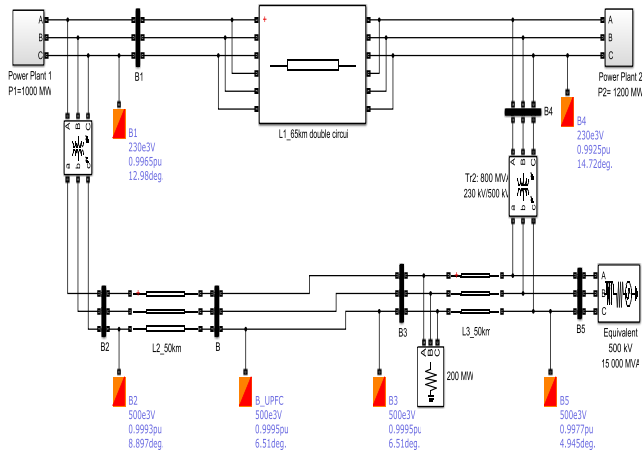 A
B
C
Power Plant 1
P1=1000 MW
B1
L1_65km double circui
A
B
C
Power Plant 2
P2= 1200 MW
B1
230e3V
0.9965pu
12.98deg.
B4
B4
230e3V
0.9925pu
14.72deg.
A B C
a b c
Tr2: 800 MVA
230 kV/500 kV
A B C
a b c
B2
L2_50km
B
B3
L3_50km
B5
A
B
C
Equivalent
500 kV
15 000 MVA
A B C
200 MW
B2
500e3V
0.9993pu
8.897deg.
B_UPFC
500e3V
0.9995pu
6.51deg.
B3
500e3V
0.9995pu
6.51deg.
B5
500e3V
0.9977pu
4.945deg.